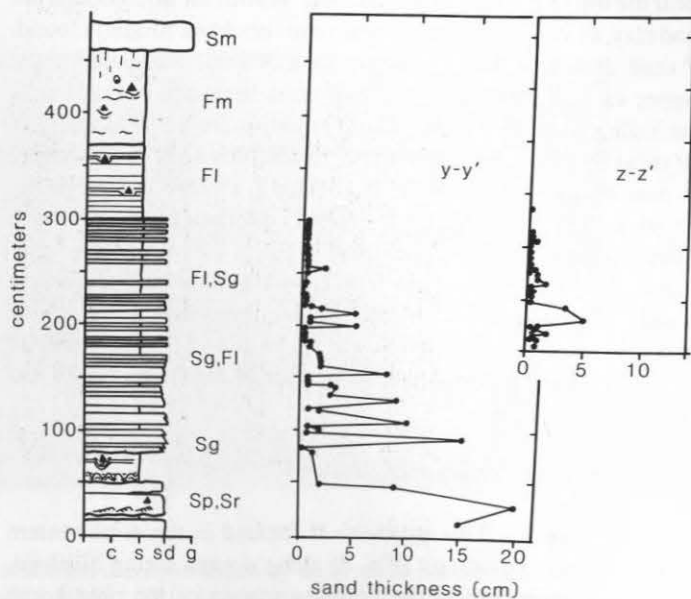 Sm
Fm
Fl
Fl,Sg
Sg,Fl
Sg
Sp,Sr
400
300
200
100
0
centimeters
c s sd g
y-y'
0 5 10 15 20
sand thickness (cm)
z-z'
0 5 10